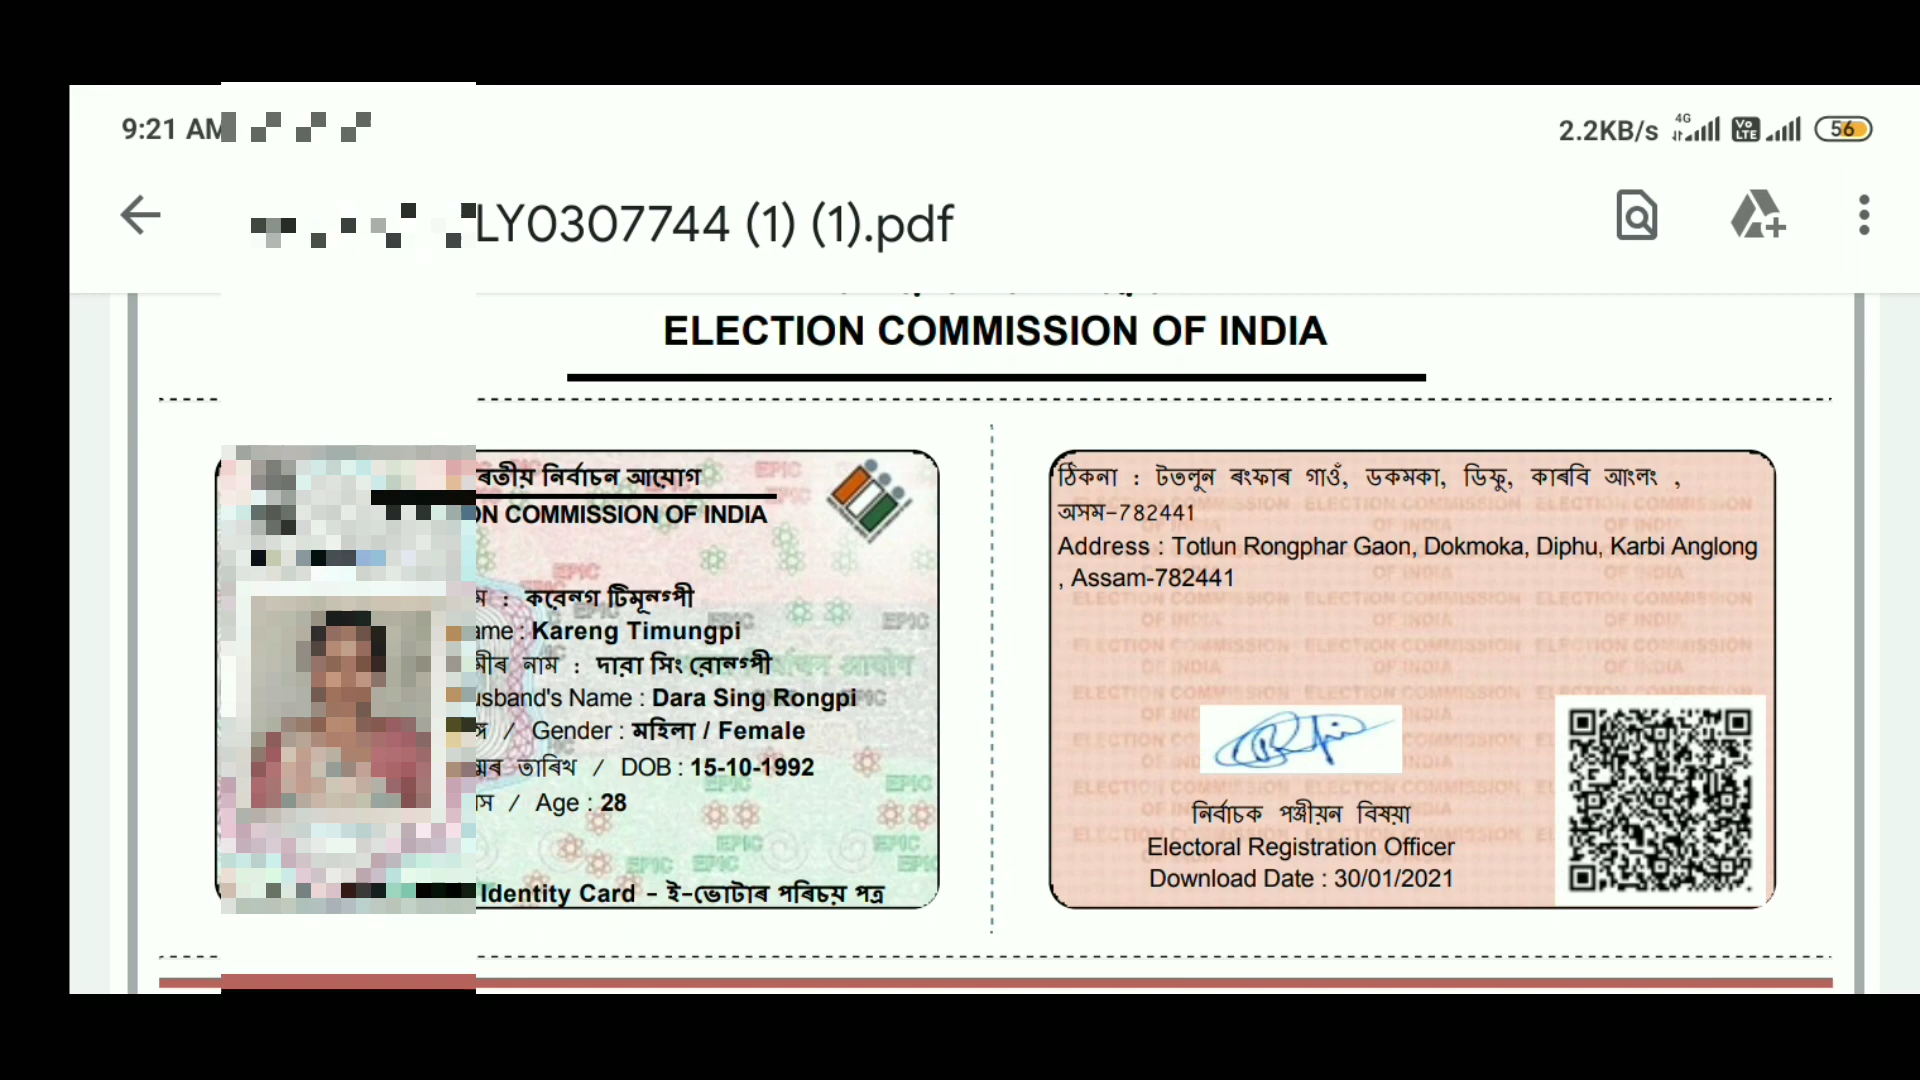 9:21 AM
2.2KB/s 4G Vo LTE 56
LY0307744 (1) (1).pdf
ELECTION COMMISSION OF INDIA
নির্বাচন আয়োগ
COMMISSION OF INDIA
: কৰেঙ্গ টিমুংপী
: Kareng Timungpi
নাম : দাৰা সিং ৰোংপী
Name : Dara Sing Rongpi
/ Gender : মহিলা / Female
তাৰিখ / DOB : 15-10-1992
/ Age : 28
Identity Card – ই-ভোটাৰ পৰিচয় পত্ৰ
ঠিকনা : টতলুন ৰংফাৰ গাওঁ, ডকমকা, ডিফু, কাৰবি আংলং ,
অসম-782441
Address : Totlun Rongphar Gaon, Dokmoka, Diphu, Karbi Anglong
, Assam-782441
নিৰ্বাচক পঞ্জীয়ন বিষয়া
Electoral Registration Officer
Download Date : 30/01/2021